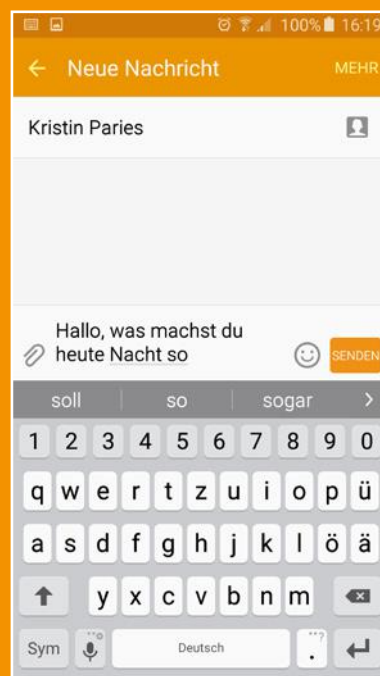 100% 16:19
Neue Nachricht MEHR
Kristin Paries
Hallo, was machst du
heute Nacht so
SENDEN
soll so sogar >
1 2 3 4 5 6 7 8 9 0
q w e r t z u i o p ü
a s d f g h j k l ö ä
y x c v b n m
Sym Deutsch .